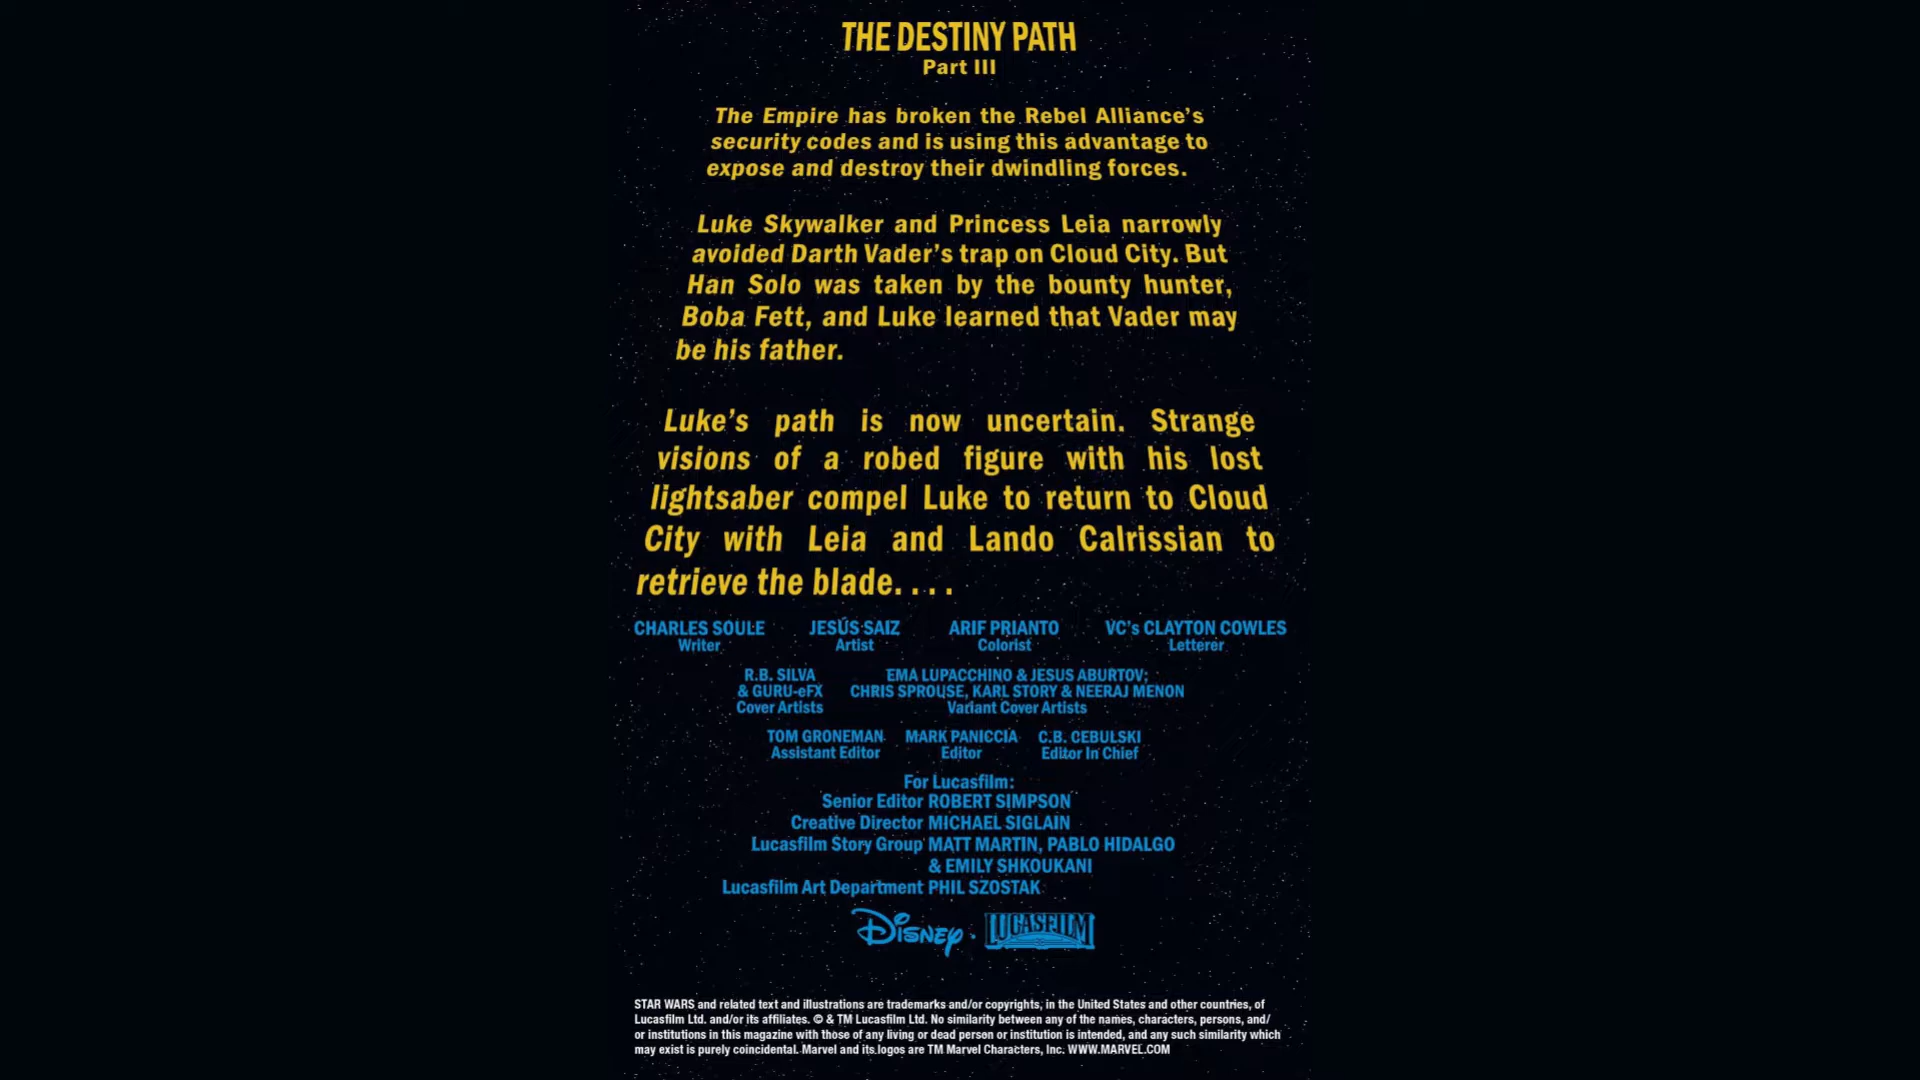 THE DESTINY PATH
Part III
The Empire has broken the Rebel Alliance's
security codes and is using this advantage to
expose and destroy their dwindling forces.
Luke Skywalker and Princess Leia narrowly
avoided Darth Vader's trap on Cloud City. But
Han Solo was taken by the bounty hunter,
Boba Fett, and Luke learned that Vader may
be his father.
Luke's path is now uncertain. Strange
visions of a robed figure with his lost
lightsaber compel Luke to return to Cloud
City with Leia and Lando Calrissian to
retrieve the blade. . . .
CHARLES SOULE JESÚS SAIZ ARIF PRIANTO VC's CLAYTON COWLES
Writer Artist Colorist Letterer
R.B. SILVA EMA LUPACCHINO & JESUS ABURTOV;
& GURU-eFX CHRIS SPROUSE, KARL STORY & NEERAJ MENON
Cover Artists Variant Cover Artists
TOM GRONEMAN MARK PANICCIA C.B. CEBULSKI
Assistant Editor Editor Editor In Chief
For Lucasfilm:
Senior Editor ROBERT SIMPSON
Creative Director MICHAEL SIGLAIN
Lucasfilm Story Group MATT MARTIN, PABLO HIDALGO
& EMILY SHKOUKANI
Lucasfilm Art Department PHIL SZOSTAK
Disney · LUCASFILM
STAR WARS and related text and illustrations are trademarks and/or copyrights, in the United States and other countries, of
Lucasfilm Ltd. and/or its affiliates. © & TM Lucasfilm Ltd. No similarity between any of the names, characters, persons, and/
or institutions in this magazine with those of any living or dead person or institution is intended, and any such similarity which
may exist is purely coincidental. Marvel and its logos are TM Marvel Characters, Inc. WWW.MARVEL.COM